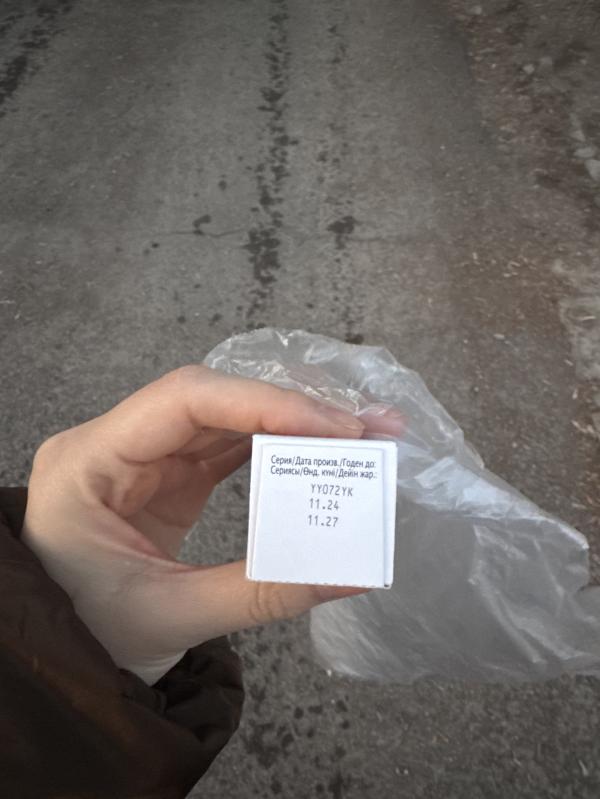 Серия/Дата произв./Годен до:
Сериясы/Өнд. күні/Дейін жар.:
YY072YK
11.24
11.27